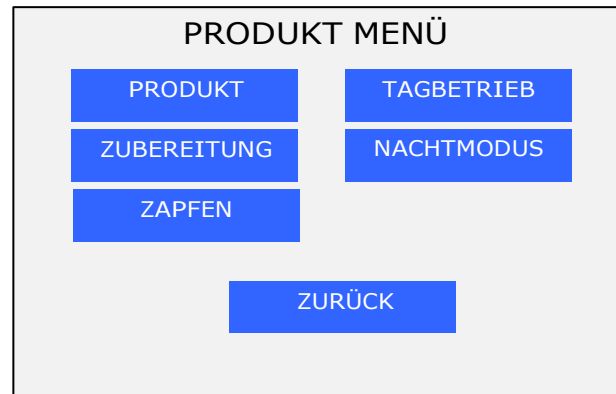 PRODUKT MENÜ
PRODUKT
TAGBETRIEB
ZUBEREITUNG
NACHTMODUS
ZAPFEN
ZURÜCK